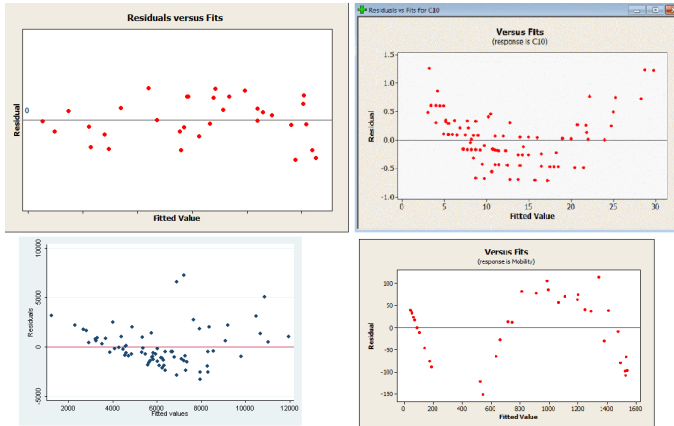 Residuals versus Fits
Residual
0
Fitted Value
Residuals vs Fits for C10
Versus Fits
(response is C10)
Residual
1.5
1.0
0.5
0.0
-0.5
-1.0
0 5 10 15 20 25 30
Fitted Value
Residuals
10000
5000
0
-5000
2000 4000 6000 8000 10000 12000
Fitted values
Versus Fits
(response is Mobility)
Residual
100
50
0
-50
-100
-150
0 200 400 600 800 1000 1200 1400 1600
Fitted Value